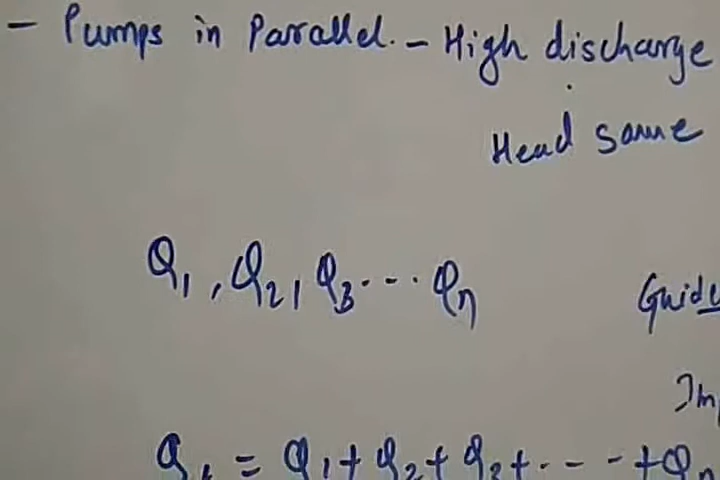 - Pumps in Parallel. - High discharge
Head same
Q1, Q2, Q3 ... Qn
= Q1 + Q2 + Q3 + . - - - + Qn